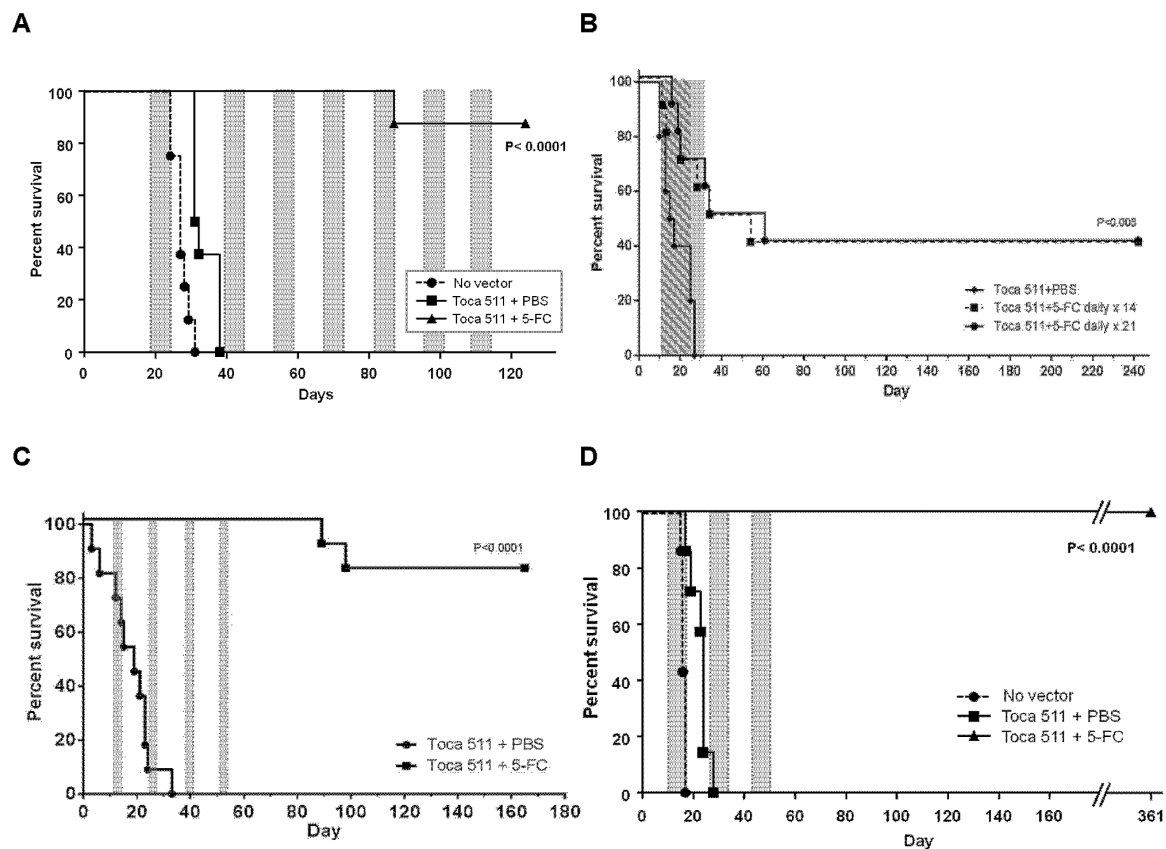 A
Percent survival
100
80
60
40
20
0
0 20 40 60 80 100 120
Days
P< 0.0001
No vector
Toca 511 + PBS
Toca 511 + 5-FC
B
Percent survival
100
80
60
40
20
0
0 20 40 60 80 100 120 140 160 180 200 220 240
Day
P<0.005
Toca 511+PBS
Toca 511+5-FC daily x 14
Toca 511+5-FC daily x 21
C
Percent survival
100
80
60
40
20
0
0 20 40 60 80 100 120 140 160 180
Day
P<0.0001
Toca 511 + PBS
Toca 511 + 5-FC
D
Percent survival
100
80
60
40
20
0
0 20 40 60 80 100 120 140 160 361
Day
P< 0.0001
No vector
Toca 511 + PBS
Toca 511 + 5-FC